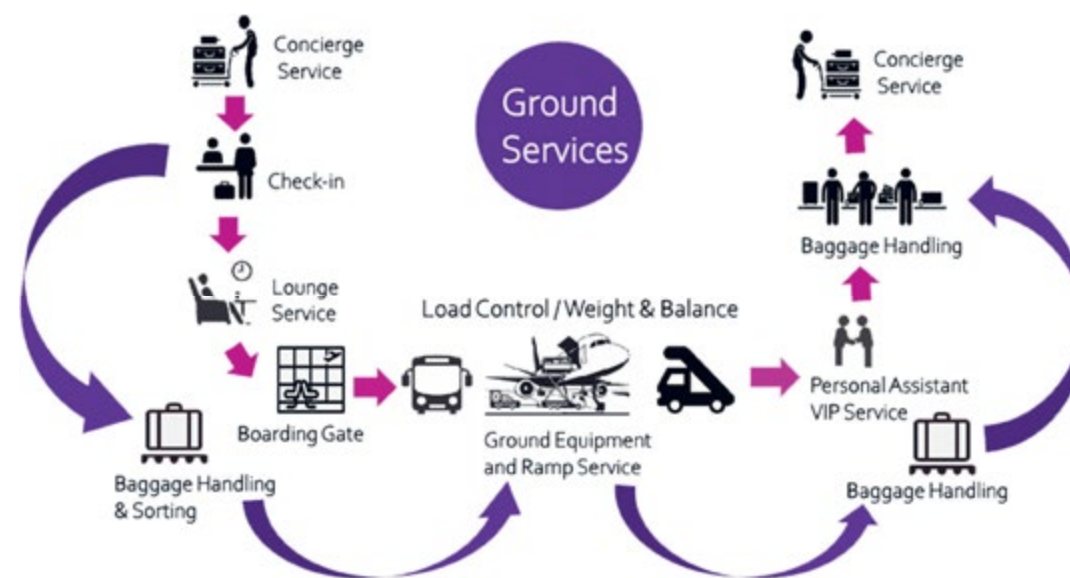 Concierge
Service
Check-in
Lounge
Service
Boarding Gate
Baggage Handling
& Sorting
Ground
Services
Load Control / Weight & Balance
Ground Equipment
and Ramp Service
Concierge
Service
Baggage Handling
Personal Assistant
VIP Service
Baggage Handling